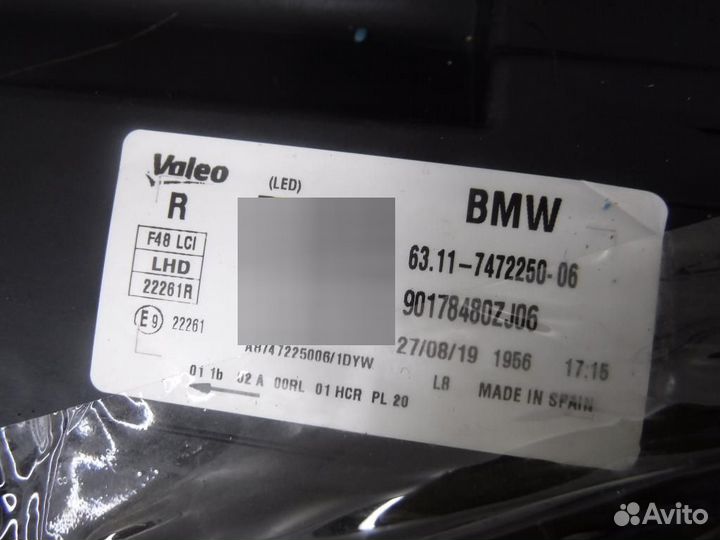 Valeo
(LED)
R
BMW
F48 LCI
LHD
22261R
63.11-7472250-06
90178480ZJ06
E9 22261
A8747225006/1DYW
27/08/19 1956 17:15
01 1b 02 A 00RL 01 HCR PL 20
L8 MADE IN SPAIN
Avito